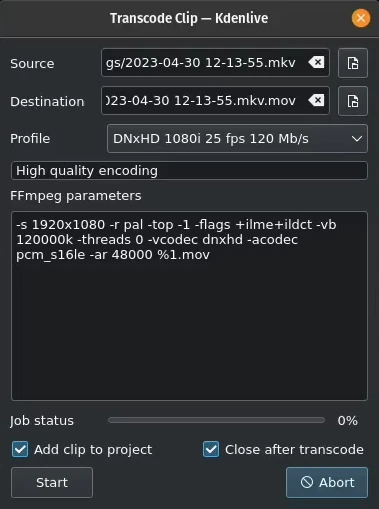 Transcode Clip — Kdenlive
Source
gs/2023-04-30 12-13-55.mkv
Destination
)23-04-30 12-13-55.mkv.mov
Profile
DNxHD 1080i 25 fps 120 Mb/s
High quality encoding
FFmpeg parameters
-s 1920x1080 -r pal -top -1 -flags +ilme+ildct -vb
120000k -threads 0 -vcodec dnxhd -acodec
pcm_s16le -ar 48000 %1.mov
Job status
0%
Add clip to project
Close after transcode
Start
Abort